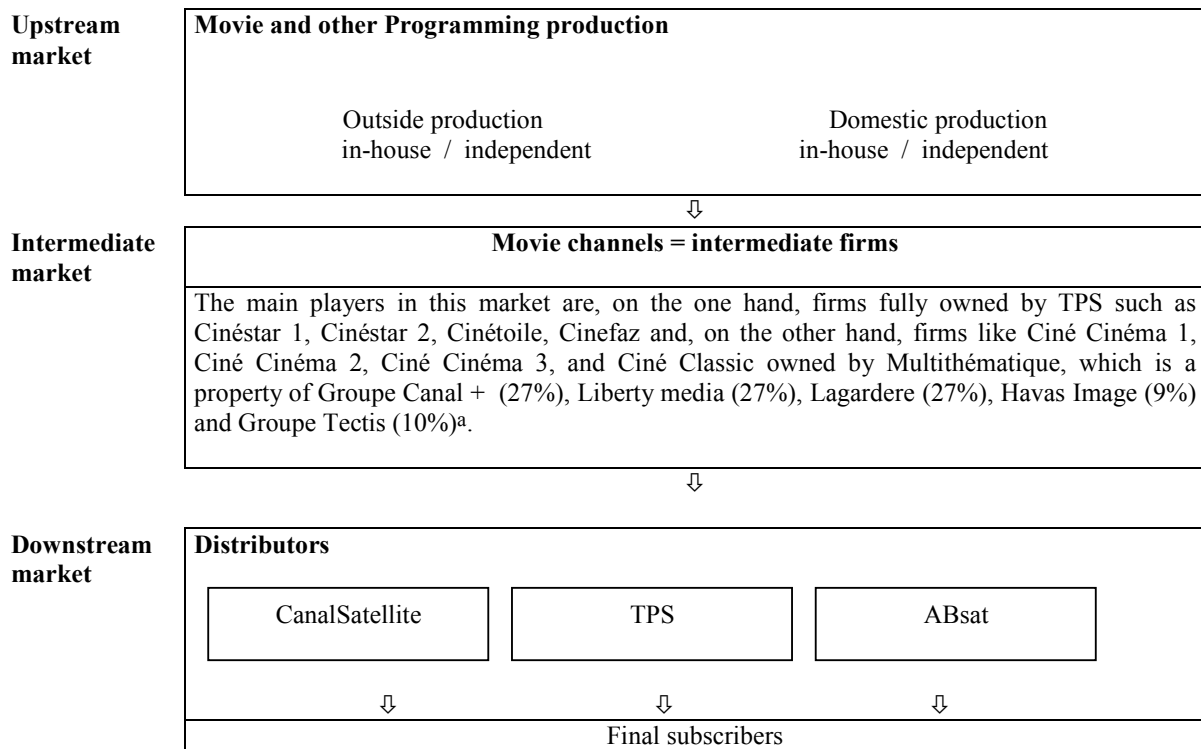 Upstream market
Movie and other Programming production
Outside production Domestic production
in-house / independent in-house / independent
⇩
Intermediate market
Movie channels = intermediate firms
The main players in this market are, on the one hand, firms fully owned by TPS such as
Cinéstar 1, Cinéstar 2, Cinétoile, Cinefaz and, on the other hand, firms like Ciné Cinéma 1,
Ciné Cinéma 2, Ciné Cinéma 3, and Ciné Classic owned by Multithématique, which is a
property of Groupe Canal + (27%), Liberty media (27%), Lagardere (27%), Havas Image (9%)
and Groupe Tectis (10%)a.
⇩
Downstream market
Distributors
CanalSatellite TPS ABsat
⇩ ⇩ ⇩
Final subscribers